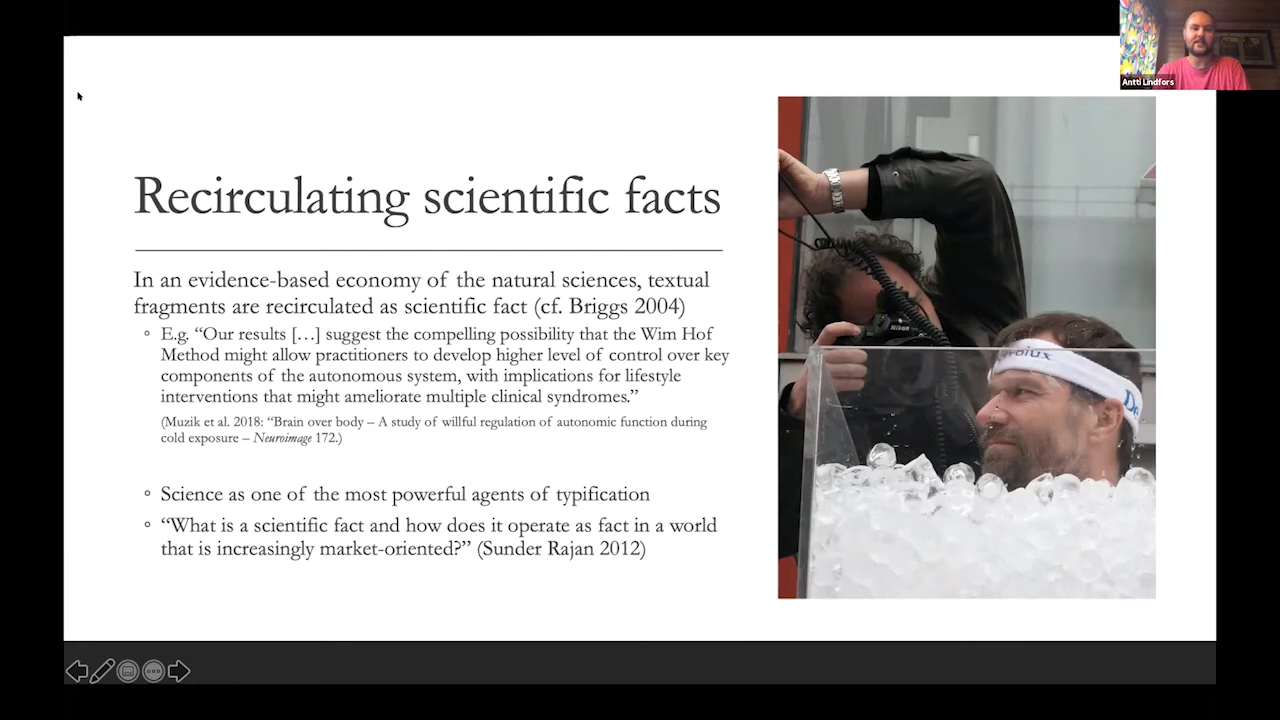 Antti Lindfors
Recirculating scientific facts
In an evidence-based economy of the natural sciences, textual
fragments are recirculated as scientific fact (cf. Briggs 2004)
E.g. “Our results […] suggest the compelling possibility that the Wim Hof
Method might allow practitioners to develop higher level of control over key
components of the autonomous system, with implications for lifestyle
interventions that might ameliorate multiple clinical syndromes.”
(Muzik et al. 2018: “Brain over body – A study of willful regulation of autonomic function during
cold exposure – Neuroimage 172.)
Science as one of the most powerful agents of typification
“What is a scientific fact and how does it operate as fact in a world
that is increasingly market-oriented?” (Sunder Rajan 2012)
Nikon